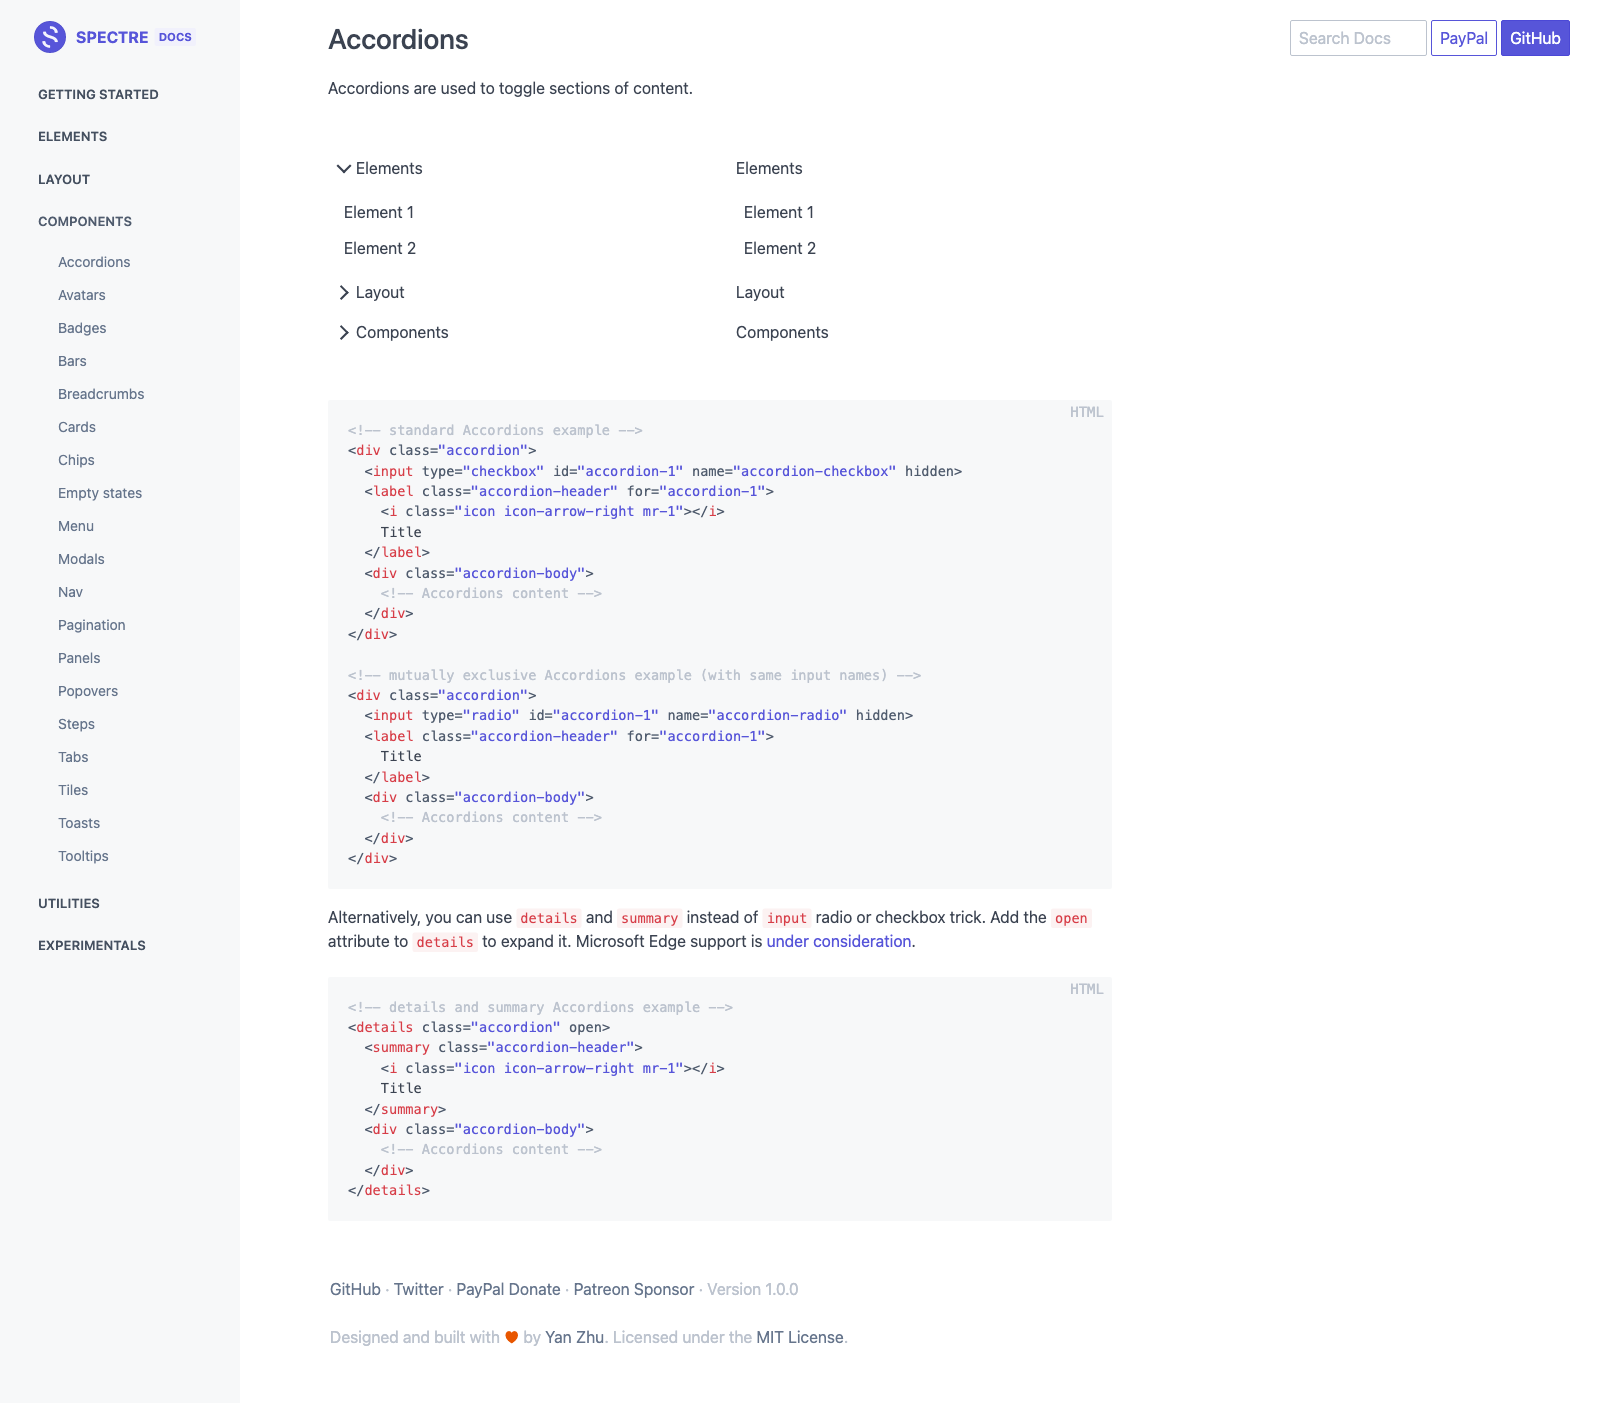 SPECTRE DOCS
GETTING STARTED
ELEMENTS
LAYOUT
COMPONENTS
Accordions
Avatars
Badges
Bars
Breadcrumbs
Cards
Chips
Empty states
Menu
Modals
Nav
Pagination
Panels
Popovers
Steps
Tabs
Tiles
Toasts
Tooltips
UTILITIES
EXPERIMENTALS
Search Docs PayPal GitHub
Accordions
Accordions are used to toggle sections of content.
Elements
Element 1
Element 2
Layout
Components
Elements
Element 1
Element 2
Layout
Components
HTML
<!-- standard Accordions example -->
<div class="accordion">
  <input type="checkbox" id="accordion-1" name="accordion-checkbox" hidden>
  <label class="accordion-header" for="accordion-1">
    <i class="icon icon-arrow-right mr-1"></i>
    Title
  </label>
  <div class="accordion-body">
    <!-- Accordions content -->
  </div>
</div>
<!-- mutually exclusive Accordions example (with same input names) -->
<div class="accordion">
  <input type="radio" id="accordion-1" name="accordion-radio" hidden>
  <label class="accordion-header" for="accordion-1">
    Title
  </label>
  <div class="accordion-body">
    <!-- Accordions content -->
  </div>
</div>
Alternatively, you can use details and summary instead of input radio or checkbox trick. Add the open
attribute to details to expand it. Microsoft Edge support is under consideration.
HTML
<!-- details and summary Accordions example -->
<details class="accordion" open>
  <summary class="accordion-header">
    <i class="icon icon-arrow-right mr-1"></i>
    Title
  </summary>
  <div class="accordion-body">
    <!-- Accordions content -->
  </div>
</details>
GitHub · Twitter · PayPal Donate · Patreon Sponsor · Version 1.0.0
Designed and built with ♥ by Yan Zhu. Licensed under the MIT License.